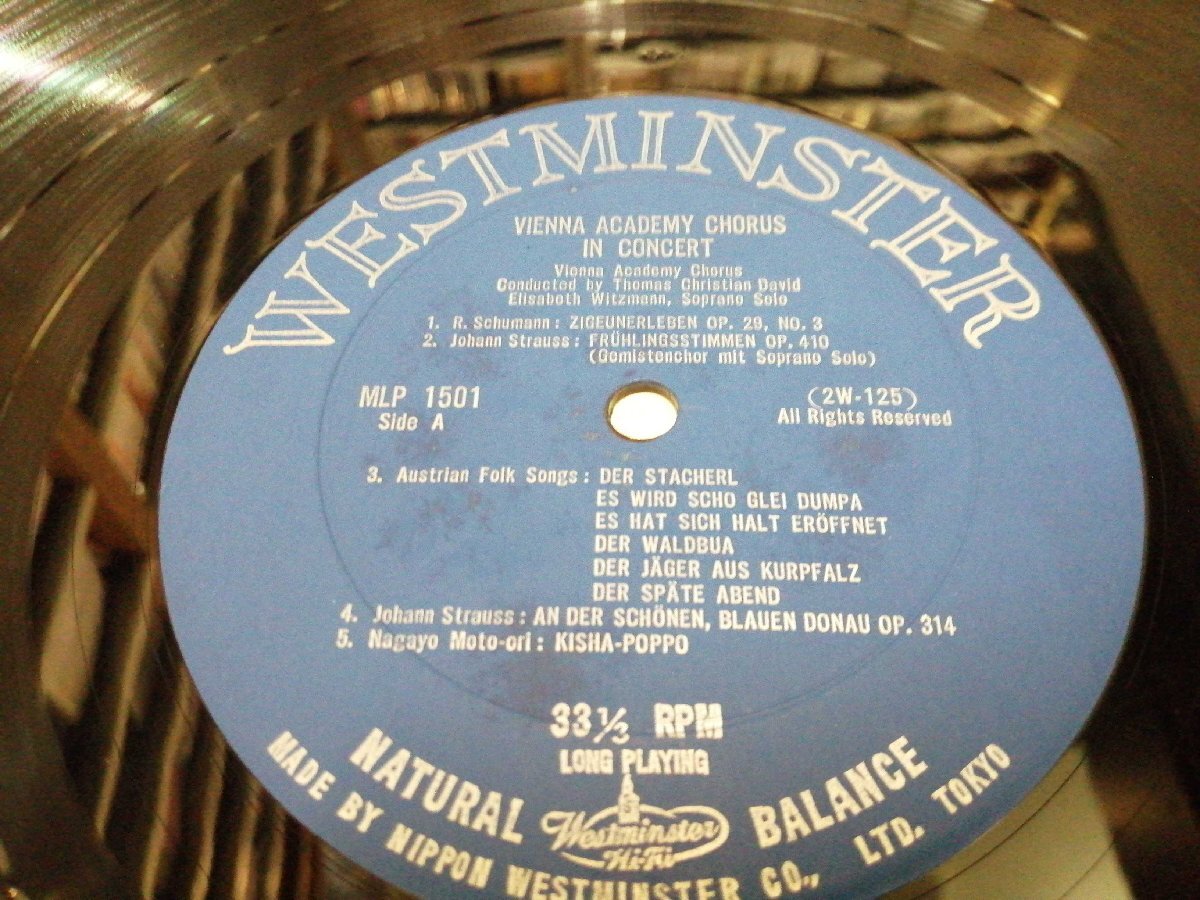 WESTMINSTER
VIENNA ACADEMY CHORUS
IN CONCERT
Vienna Academy Chorus
Conducted by Thomas Christian David
Elisabeth Witzmann, Soprano Solo
1. R. Schumann: ZIGEUNERLEBEN OP. 29, NO. 3
2. Johann Strauss: FRÜHLINGSSTIMMEN OP. 410
(Gemistenchor mit Soprano Solo)
MLP 1501
Side A
(2W-125)
All Rights Reserved
3. Austrian Folk Songs: DER STACHERL
ES WIRD SCHO GLEI DUMPA
ES HAT SICH HALT ERÖFFNET
DER WALDBUA
DER JÄGER AUS KURPFALZ
DER SPÄTE ABEND
4. Johann Strauss: AN DER SCHÖNEN, BLAUEN DONAU OP. 314
5. Nagayo Moto-ori: KISHA-POPPO
33 1/3 RPM
LONG PLAYING
NATURAL BALANCE
Westminster
Hi-Fi
MADE BY NIPPON WESTMINSTER CO., LTD. TOKYO